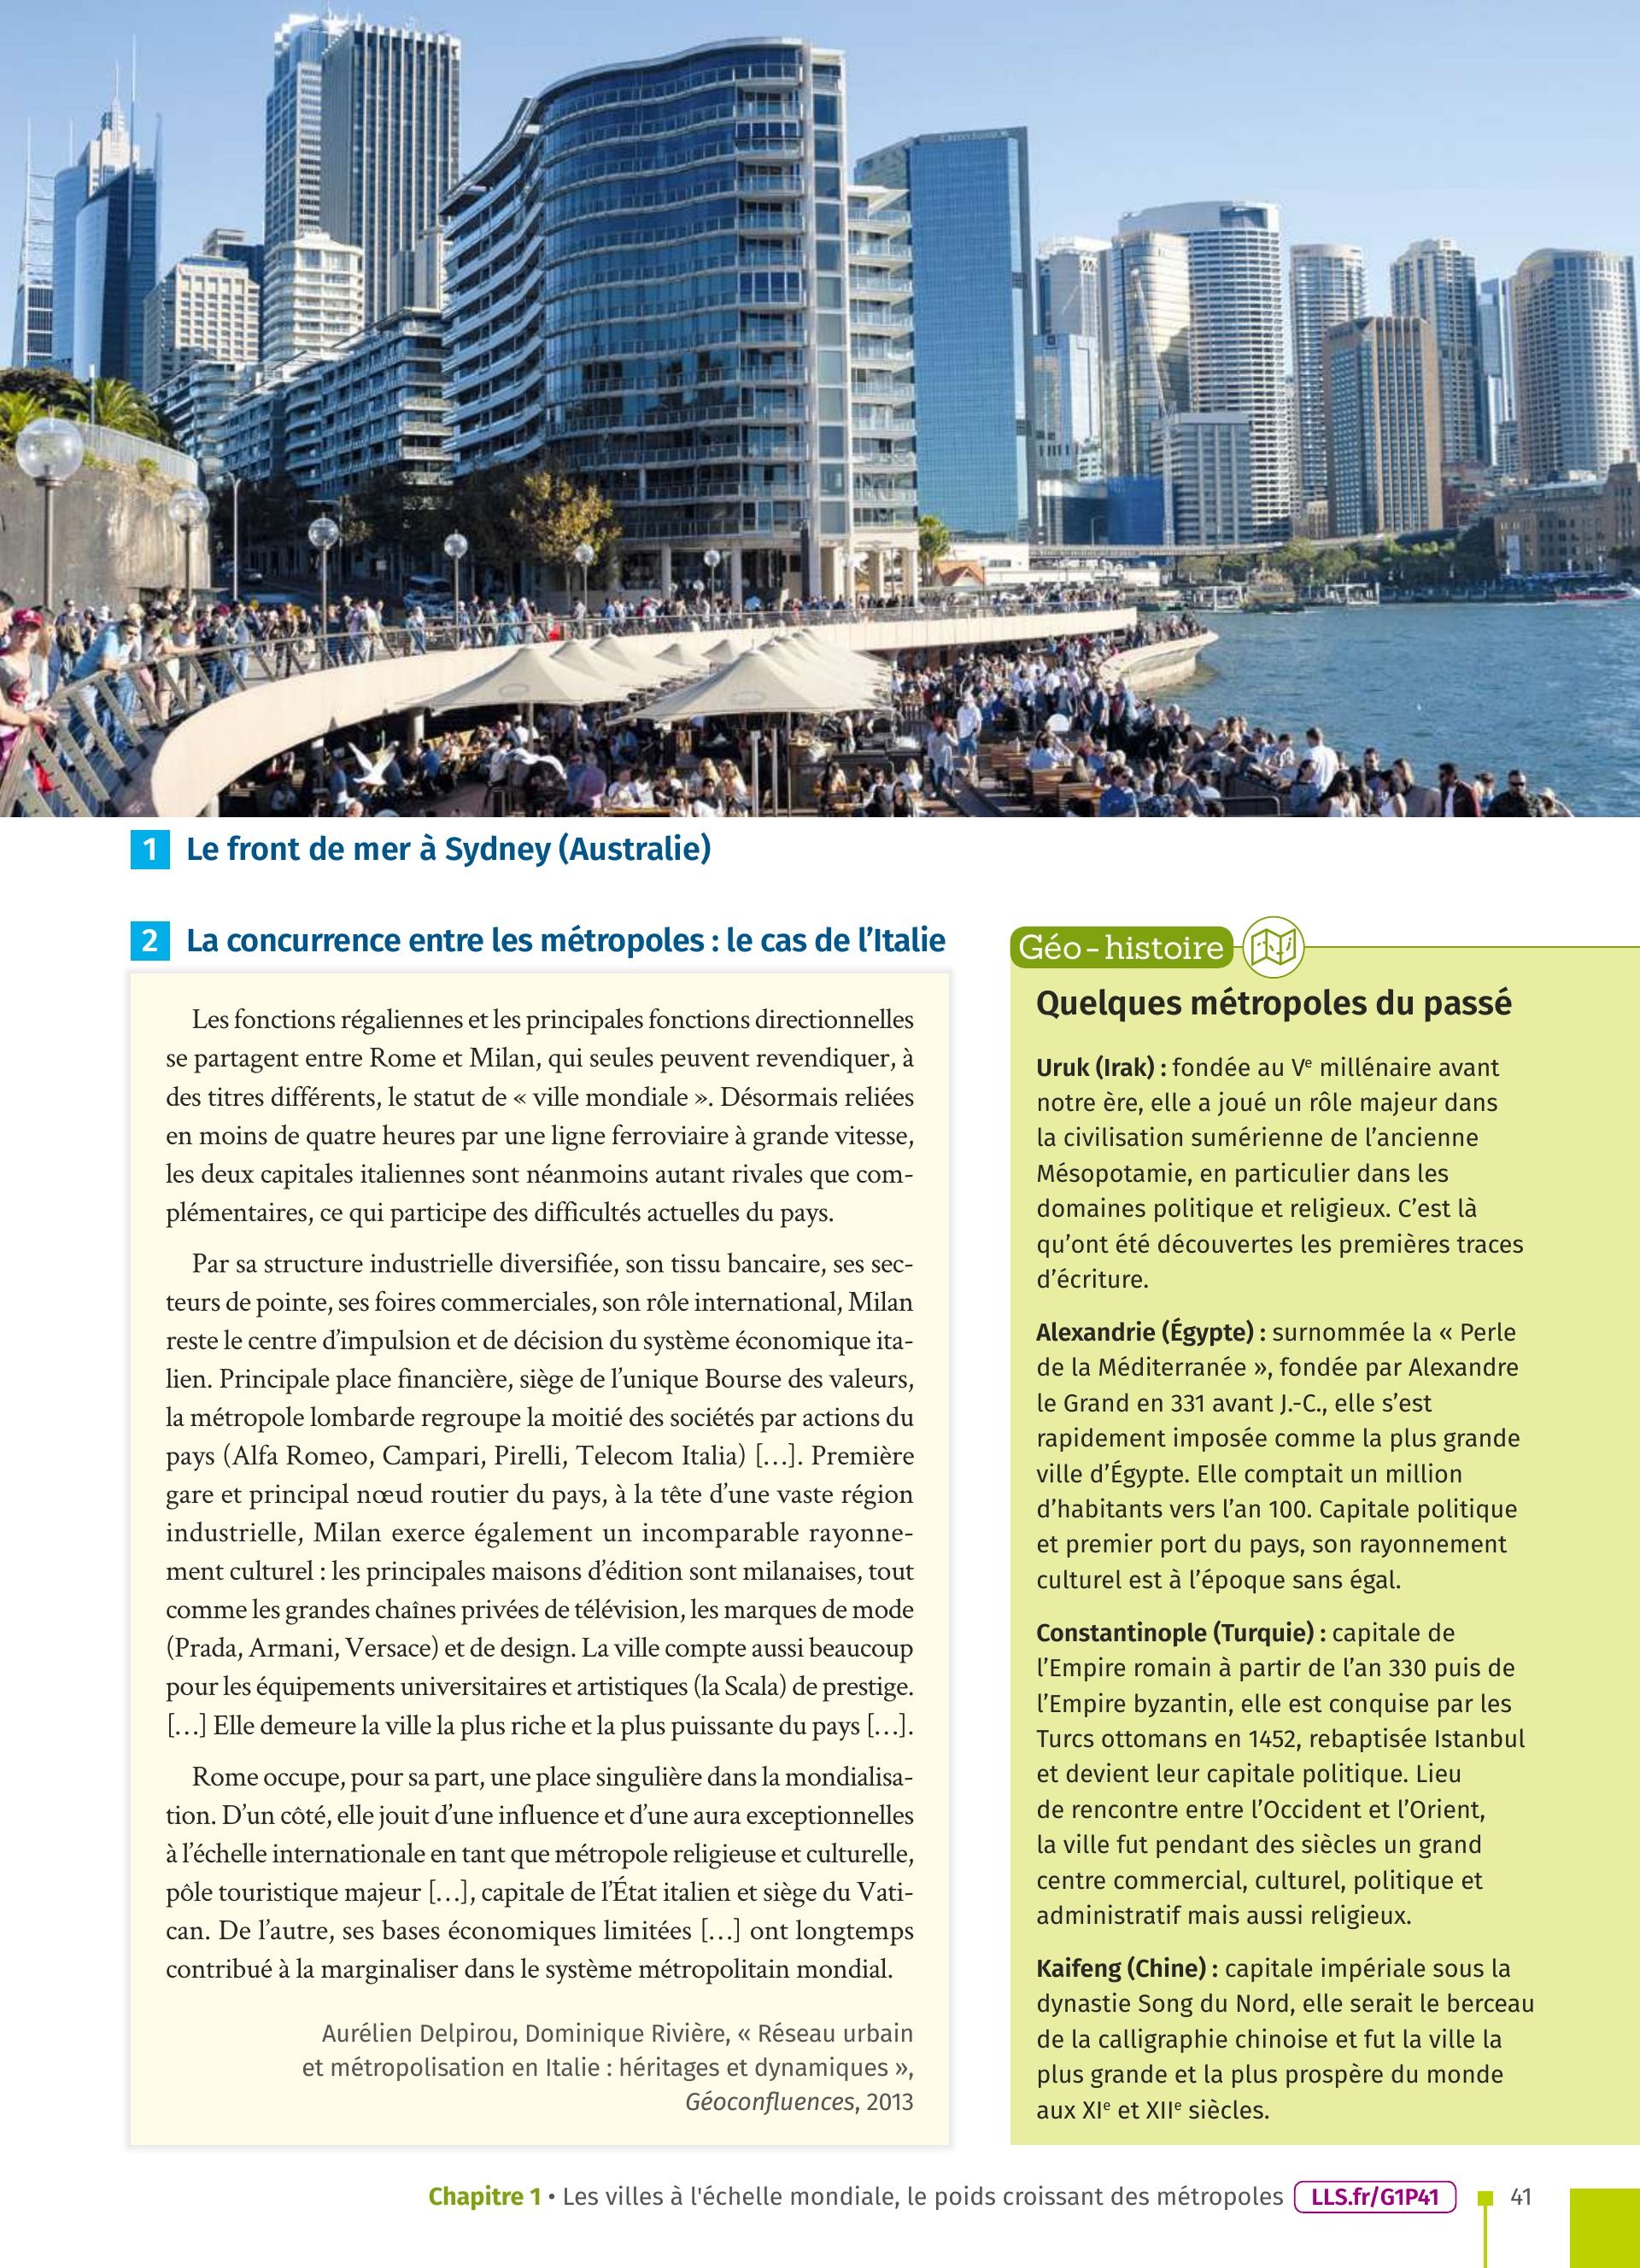 1 Le front de mer à Sydney (Australie)
2 La concurrence entre les métropoles : le cas de l'Italie
Les fonctions régaliennes et les principales fonctions directionnelles
se partagent entre Rome et Milan, qui seules peuvent revendiquer, à
des titres différents, le statut de « ville mondiale ». Désormais reliées
en moins de quatre heures par une ligne ferroviaire à grande vitesse,
les deux capitales italiennes sont néanmoins autant rivales que com-
plémentaires, ce qui participe des difficultés actuelles du pays.
Par sa structure industrielle diversifiée, son tissu bancaire, ses sec-
teurs de pointe, ses foires commerciales, son rôle international, Milan
reste le centre d'impulsion et de décision du système économique ita-
lien. Principale place financière, siège de l'unique Bourse des valeurs,
la métropole lombarde regroupe la moitié des sociétés par actions du
pays (Alfa Romeo, Campari, Pirelli, Telecom Italia) […]. Première
gare et principal nœud routier du pays, à la tête d'une vaste région
industrielle, Milan exerce également un incomparable rayonne-
ment culturel : les principales maisons d'édition sont milanaises, tout
comme les grandes chaînes privées de télévision, les marques de mode
(Prada, Armani, Versace) et de design. La ville compte aussi beaucoup
pour les équipements universitaires et artistiques (la Scala) de prestige.
[…] Elle demeure la ville la plus riche et la plus puissante du pays […].
Rome occupe, pour sa part, une place singulière dans la mondialisa-
tion. D'un côté, elle jouit d'une influence et d'une aura exceptionnelles
à l'échelle internationale en tant que métropole religieuse et culturelle,
pôle touristique majeur […], capitale de l'État italien et siège du Vati-
can. De l'autre, ses bases économiques limitées […] ont longtemps
contribué à la marginaliser dans le système métropolitain mondial.
Aurélien Delpirou, Dominique Rivière, « Réseau urbain
et métropolisation en Italie : héritages et dynamiques »,
Géoconfluences, 2013
Géo-histoire
Quelques métropoles du passé
Uruk (Irak) : fondée au Ve millénaire avant
notre ère, elle a joué un rôle majeur dans
la civilisation sumérienne de l'ancienne
Mésopotamie, en particulier dans les
domaines politique et religieux. C'est là
qu'ont été découvertes les premières traces
d'écriture.
Alexandrie (Égypte) : surnommée la « Perle
de la Méditerranée », fondée par Alexandre
le Grand en 331 avant J.-C., elle s'est
rapidement imposée comme la plus grande
ville d'Égypte. Elle comptait un million
d'habitants vers l'an 100. Capitale politique
et premier port du pays, son rayonnement
culturel est à l'époque sans égal.
Constantinople (Turquie) : capitale de
l'Empire romain à partir de l'an 330 puis de
l'Empire byzantin, elle est conquise par les
Turcs ottomans en 1452, rebaptisée Istanbul
et devient leur capitale politique. Lieu
de rencontre entre l'Occident et l'Orient,
la ville fut pendant des siècles un grand
centre commercial, culturel, politique et
administratif mais aussi religieux.
Kaifeng (Chine) : capitale impériale sous la
dynastie Song du Nord, elle serait le berceau
de la calligraphie chinoise et fut la ville la
plus grande et la plus prospère du monde
aux XIe et XIIe siècles.
Chapitre 1 • Les villes à l'échelle mondiale, le poids croissant des métropoles LLS.fr/G1P41 41